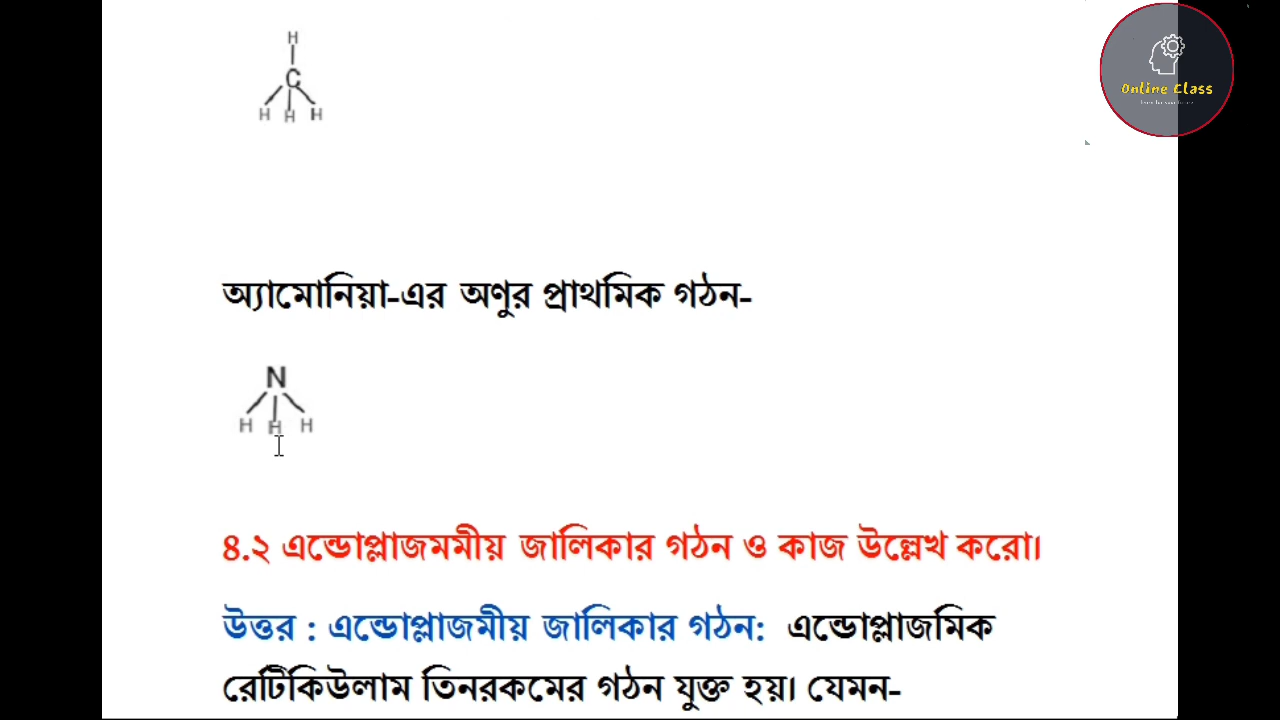 H
C
H H H
Online Class
অ্যামোনিয়া-এর অণুর প্রাথমিক গঠন-
N
H H H
৪.২ এন্ডোপ্লাজমমীয় জালিকার গঠন ও কাজ উল্লেখ করো।
উত্তর : এন্ডোপ্লাজমীয় জালিকার গঠন: এন্ডোপ্লাজমিক
রেটিকিউলাম তিনরকমের গঠন যুক্ত হয়। যেমন-